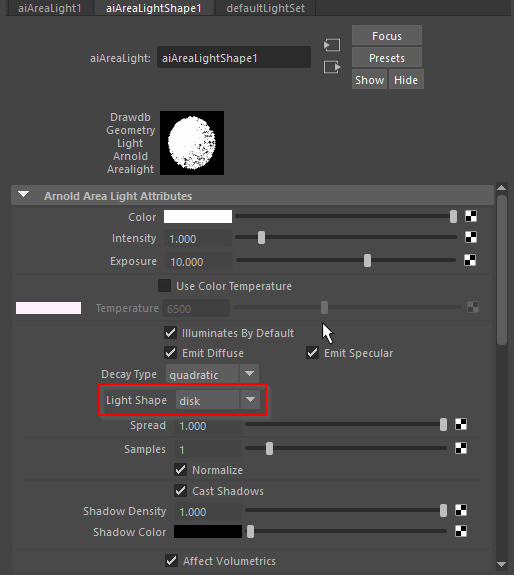 aiAreaLight1 aiAreaLightShape1 defaultLightSet
Focus
aiAreaLight: aiAreaLightShape1
Presets
Show Hide
Drawdb
Geometry
Light
Arnold
Arealight
Arnold Area Light Attributes
Color
Intensity 1.000
Exposure 10.000
Use Color Temperature
Temperature 6500
Illuminates By Default
Emit Diffuse Emit Specular
Decay Type quadratic
Light Shape disk
Spread 1.000
Samples 1
Normalize
Cast Shadows
Shadow Density 1.000
Shadow Color
Affect Volumetrics